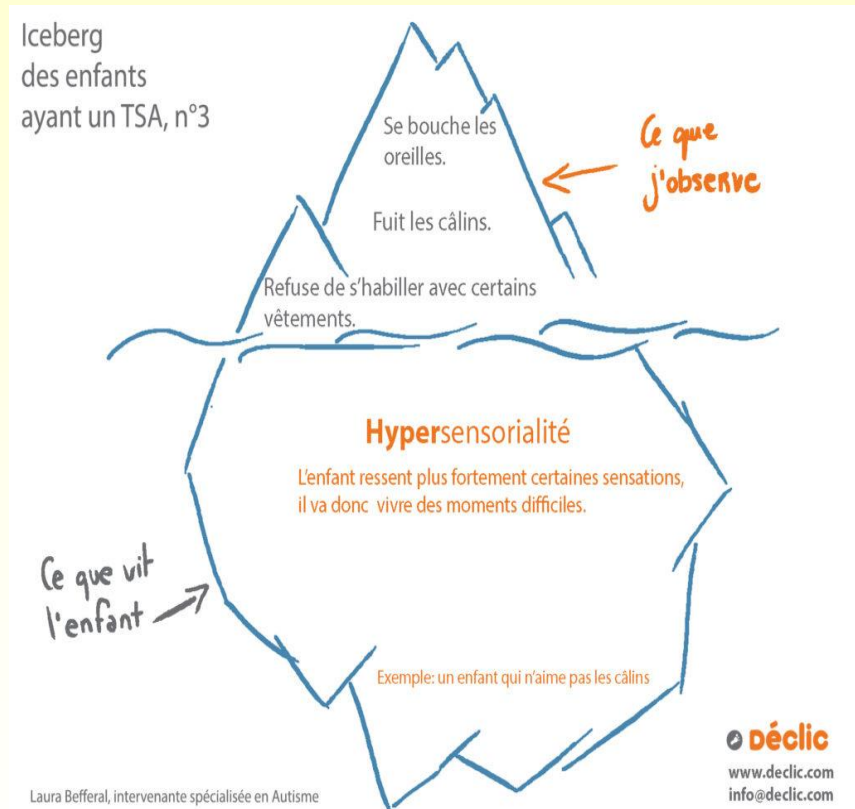 Iceberg
des enfants
ayant un TSA, n°3
Se bouche les
oreilles.
Ce que
j'observe
Fuit les câlins.
Refuse de s'habiller avec certains
vêtements.
Hypersensorialité
L'enfant ressent plus fortement certaines sensations,
il va donc vivre des moments difficiles.
Ce que vit
l'enfant
Exemple: un enfant qui n'aime pas les câlins
Déclic
www.declic.com
info@declic.com
Laura Befferal, intervenante spécialisée en Autisme